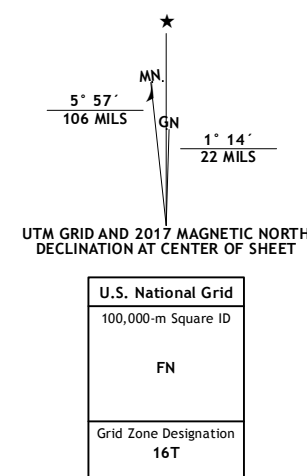 MN.
5° 57´
106 MILS
GN
1° 14´
22 MILS
UTM GRID AND 2017 MAGNETIC NORTH
DECLINATION AT CENTER OF SHEET
U.S. National Grid
100,000-m Square ID
FN
Grid Zone Designation
16T